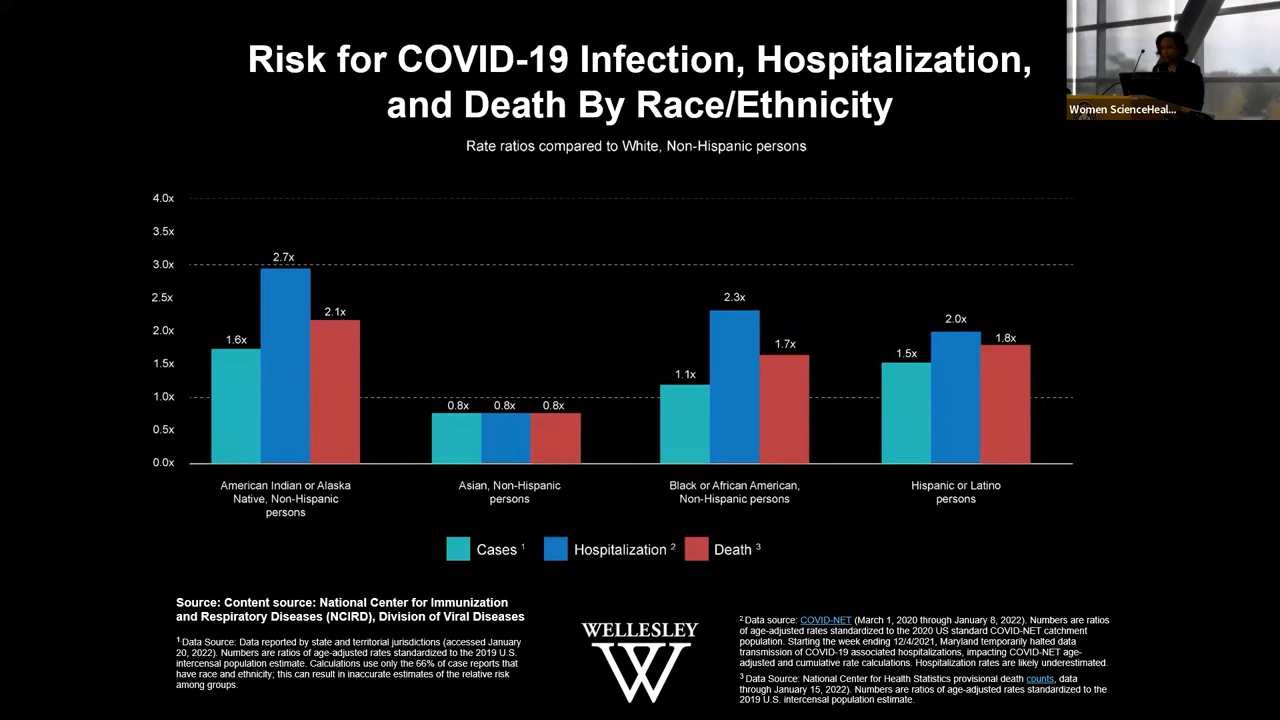 Risk for COVID-19 Infection, Hospitalization,
and Death By Race/Ethnicity
Women ScienceHeal...
Rate ratios compared to White, Non-Hispanic persons
4.0x
3.5x
3.0x
2.5x
2.0x
1.5x
1.0x
0.5x
0.0x
1.6x
2.7x
2.1x
0.8x
0.8x
0.8x
1.1x
2.3x
1.7x
1.5x
2.0x
1.8x
American Indian or Alaska
Native, Non-Hispanic
persons
Asian, Non-Hispanic
persons
Black or African American,
Non-Hispanic persons
Hispanic or Latino
persons
Cases 1
Hospitalization 2
Death 3
Source: Content source: National Center for Immunization
and Respiratory Diseases (NCIRD), Division of Viral Diseases
1 Data Source: Data reported by state and territorial jurisdictions (accessed January
20, 2022). Numbers are ratios of age-adjusted rates standardized to the 2019 U.S.
intercensal population estimate. Calculations use only the 66% of case reports that
have race and ethnicity; this can result in inaccurate estimates of the relative risk
among groups.
WELLESLEY
W
2 Data source: COVID-NET (March 1, 2020 through January 8, 2022). Numbers are ratios
of age-adjusted rates standardized to the 2020 US standard COVID-NET catchment
population. Starting the week ending 12/4/2021, Maryland temporarily halted data
transmission of COVID-19 associated hospitalizations, impacting COVID-NET age-
adjusted and cumulative rate calculations. Hospitalization rates are likely underestimated.
3 Data Source: National Center for Health Statistics provisional death counts, data
through January 15, 2022). Numbers are ratios of age-adjusted rates standardized to the
2019 U.S. intercensal population estimate.